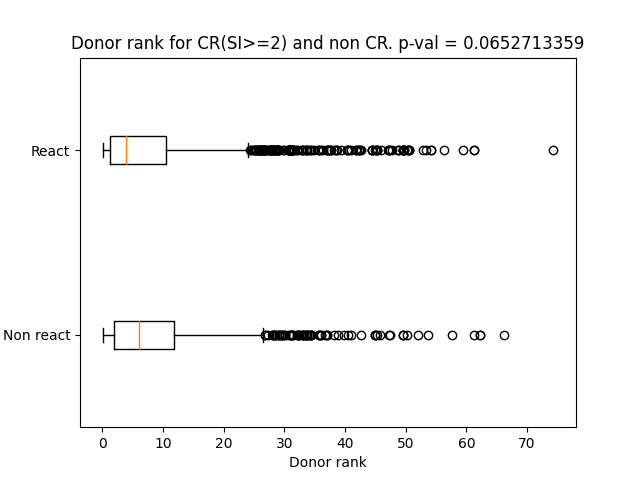 Donor rank for CR(SI>=2) and non CR. p-val = 0.0652713359
React
Non react
0 10 20 30 40 50 60 70
Donor rank